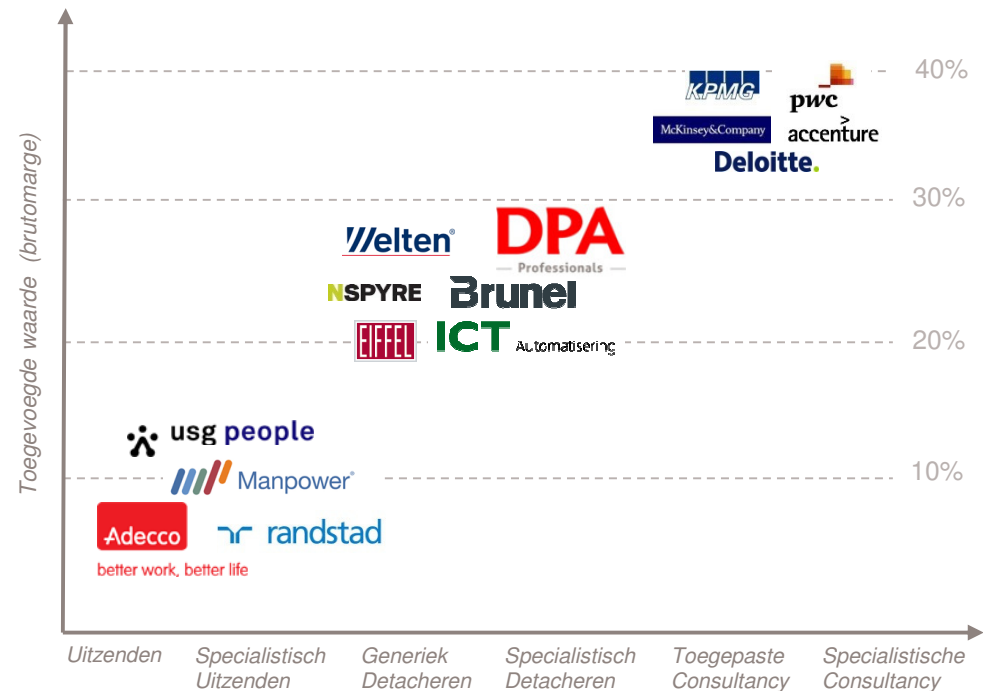 Toegevoegde waarde (brutomarge)
40%
KPMG
pwc
McKinsey&Company
>
accenture
Deloitte.
30%
Welten®
DPA
Professionals
NSPYRE
Brunel
EIFFEL
ICT Automatisering
20%
usg people
10%
Manpower®
Adecco
randstad
better work, better life
Uitzenden
Specialistisch
Uitzenden
Generiek
Detacheren
Specialistisch
Detacheren
Toegepaste
Consultancy
Specialistische
Consultancy